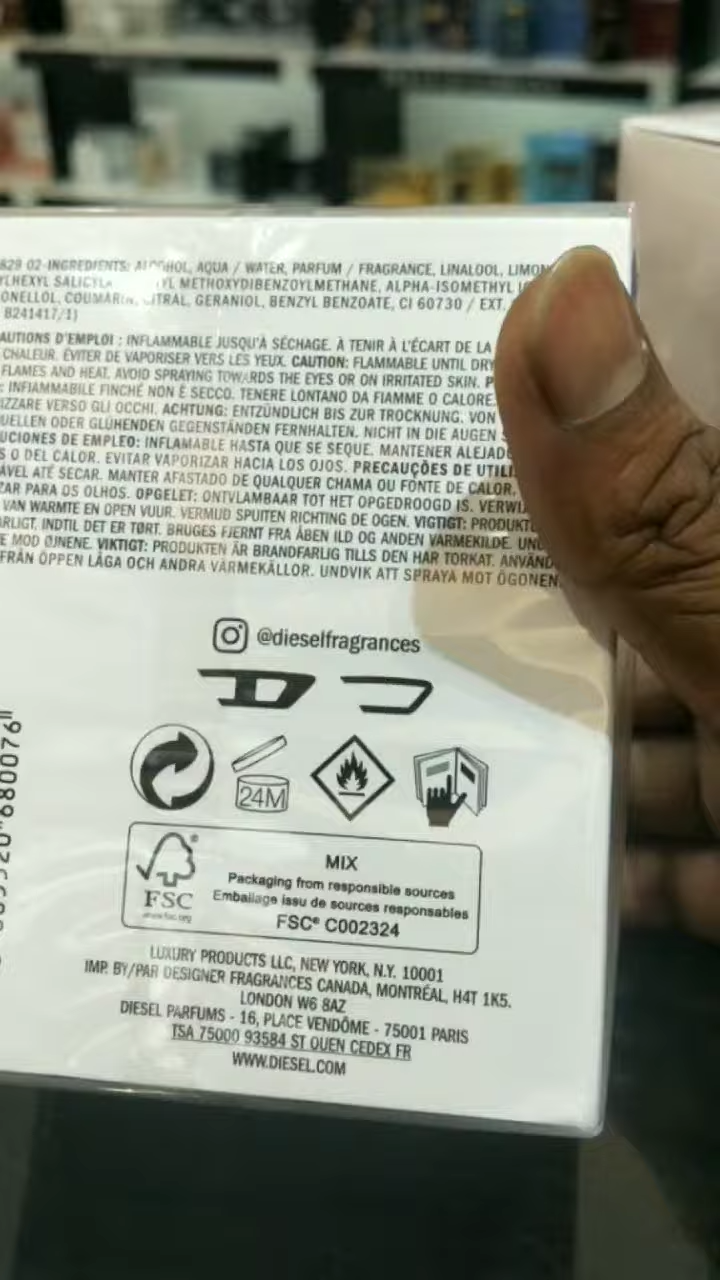 829 02-INGREDIENTS: ALCOHOL, AQUA / WATER, PARFUM / FRAGRANCE, LINALOOL, LIMON
YLHEXYL SALICYLA YL METHOXYDIBENZOYLMETHANE, ALPHA-ISOMETHYL
ONELLOL, COUMARIN, CITRAL, GERANIOL, BENZYL BENZOATE, CI 60730 / EXT.
B241417/1)
AUTIONS D'EMPLOI : INFLAMMABLE JUSQU'À SÉCHAGE. À TENIR À L'ÉCART DE LA
CHALEUR. ÉVITER DE VAPORISER VERS LES YEUX. CAUTION: FLAMMABLE UNTIL DRY
FLAMES AND HEAT. AVOID SPRAYING TOWARDS THE EYES OR ON IRRITATED SKIN. P
: INFIAMMABILE FINCHÉ NON È SECCO. TENERE LONTANO DA FIAMME O CALORE.
IZZARE VERSO GLI OCCHI. ACHTUNG: ENTZÜNDLICH BIS ZUR TROCKNUNG. VON
UELLEN ODER GLÜHENDEN GEGENSTÄNDEN FERNHALTEN. NICHT IN DIE AUGEN S
UCIONES DE EMPLEO: INFLAMABLE HASTA QUE SE SEQUE. MANTENER ALEJADO
S O DEL CALOR. EVITAR VAPORIZAR HACIA LOS OJOS. PRECAUÇÕES DE UTILI
ÁVEL ATÉ SECAR. MANTER AFASTADO DE QUALQUER CHAMA OU FONTE DE CALOR.
ZAR PARA OS OLHOS. OPGELET: ONTVLAMBAAR TOT HET OPGEDROOGD IS. VERWI
VAN WARMTE EN OPEN VUUR. VERMIJD SPUITEN RICHTING DE OGEN. VIGTIGT: PRODUKT
ARLIGT, INDTIL DET ER TØRT. BRUGES FJERNT FRA ÅBEN ILD OG ANDEN VARMEKILDE. UND
E MOD ØJNENE. VIKTIGT: PRODUKTEN ÄR BRANDFARLIG TILLS DEN HAR TORKAT. ANVÄND
FRÅN ÖPPEN LÅGA OCH ANDRA VÄRMEKÄLLOR. UNDVIK ATT SPRAYA MOT ÖGONEN.
@dieselfragrances
24M
680076
FSC®
www.fsc.org
MIX
Packaging from responsible sources
Emballage issu de sources responsables
FSC® C002324
LUXURY PRODUCTS LLC, NEW YORK, N.Y. 10001
IMP. BY/PAR DESIGNER FRAGRANCES CANADA, MONTRÉAL, H4T 1K5.
LONDON W6 8AZ
DIESEL PARFUMS - 16, PLACE VENDÔME - 75001 PARIS
TSA 75000 93584 ST OUEN CEDEX FR
WWW.DIESEL.COM